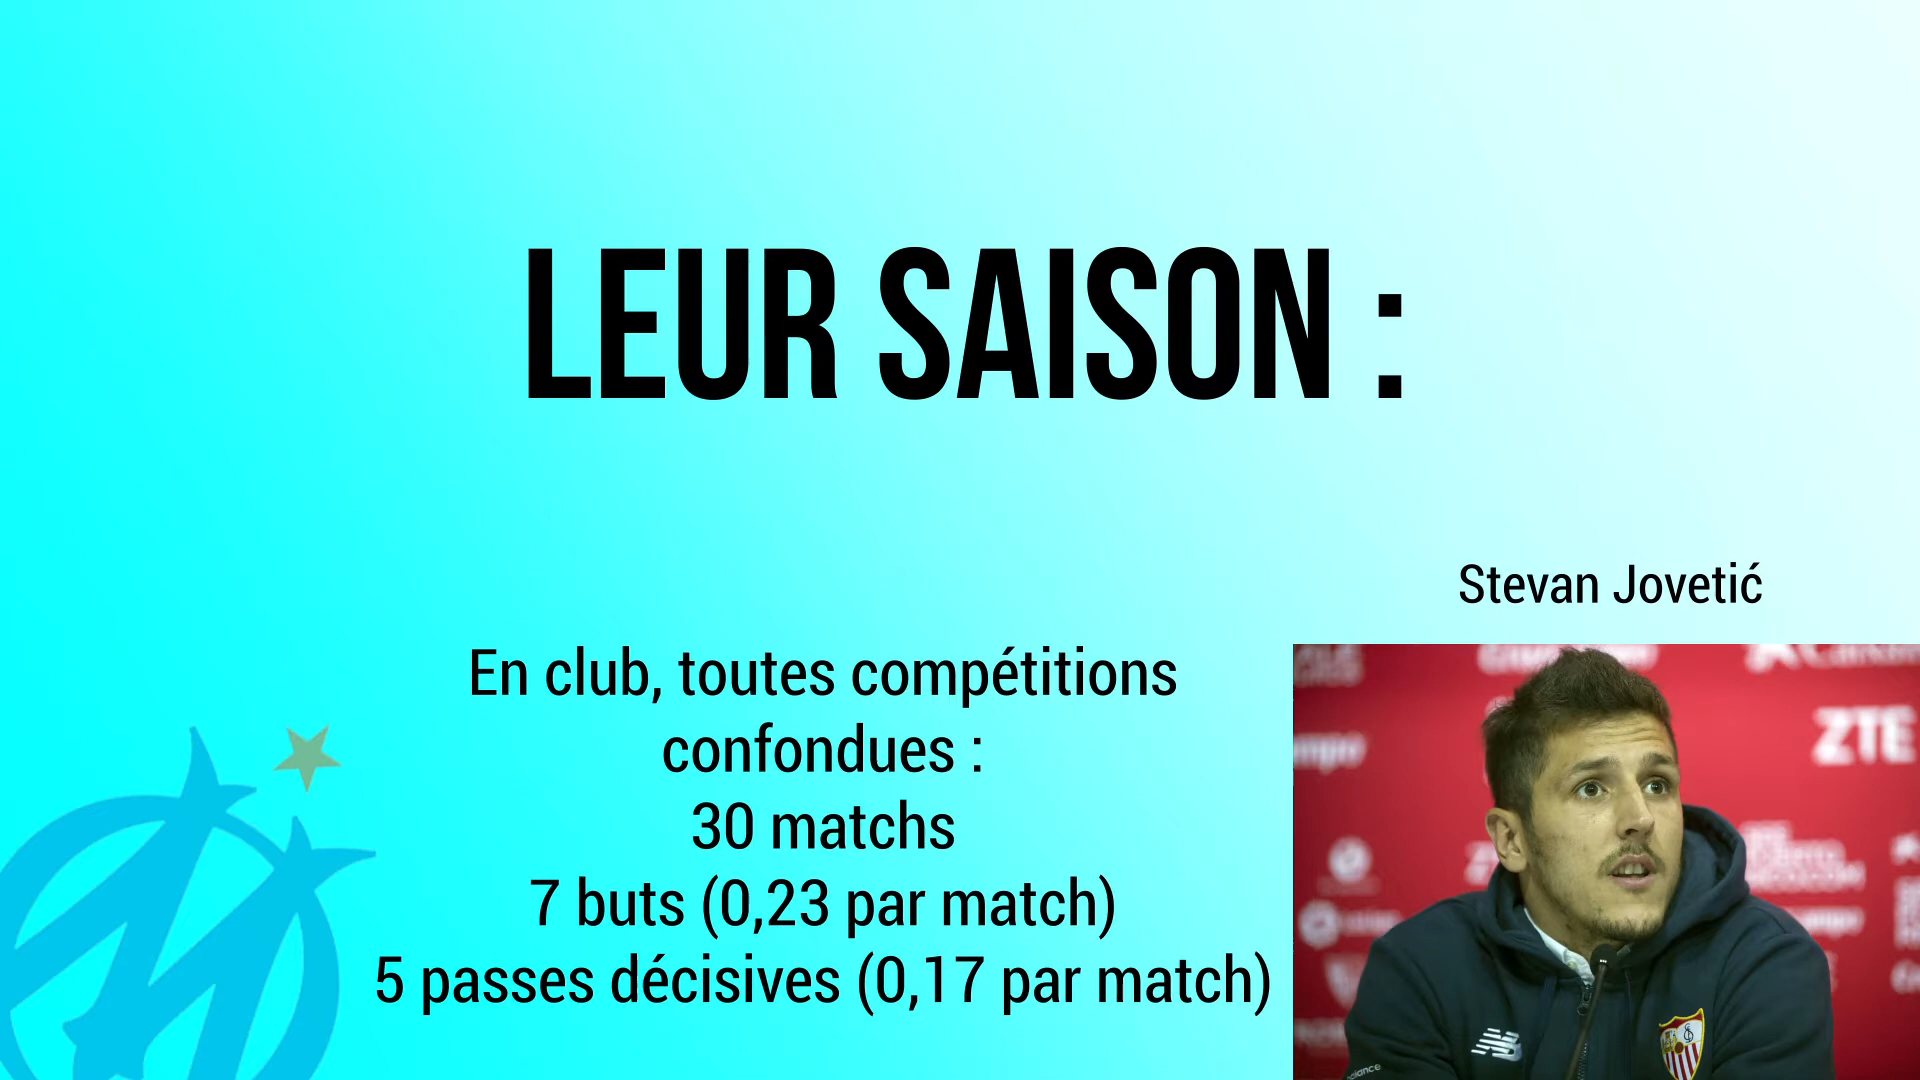 LEUR SAISON :
Stevan Jovetić
En club, toutes compétitions
confondues :
30 matchs
7 buts (0,23 par match)
5 passes décisives (0,17 par match)
ZTE